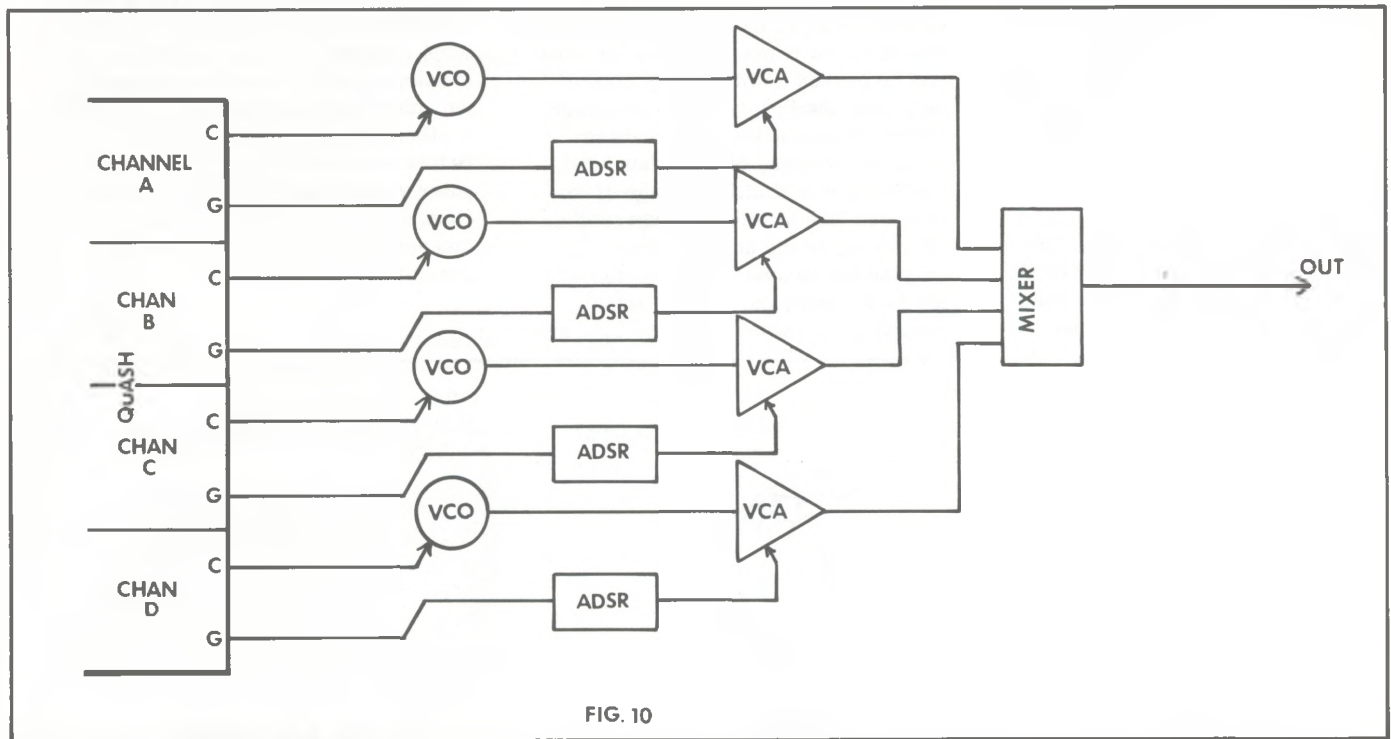 VCO
VCA
C
CHANNEL
A
ADSR
G
VCO
VCA
C
OUT
CHAN
B
ADSR
MIXER
G
QuASH
VCO
VCA
C
CHAN
C
ADSR
G
VCO
VCA
C
CHAN
D
ADSR
G
FIG. 10